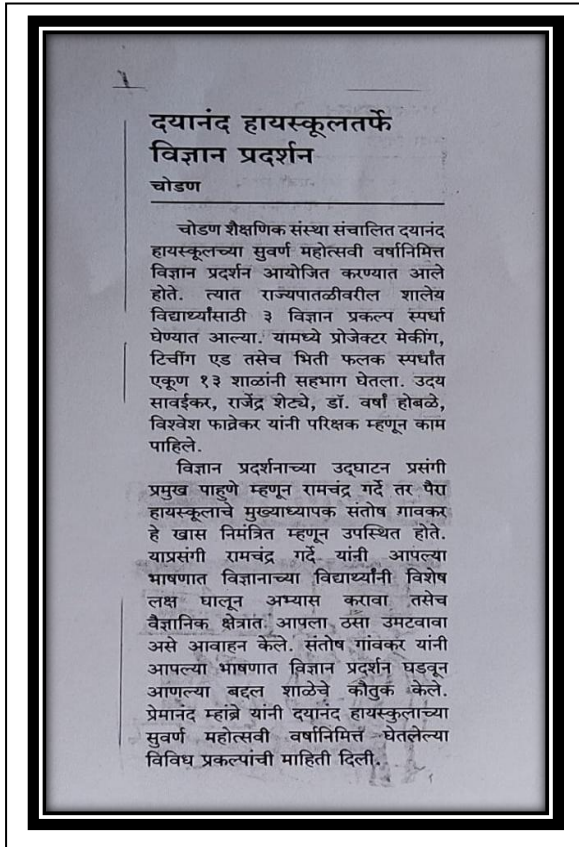 दयानंद हायस्कूलतर्फे
विज्ञान प्रदर्शन
चोडण
चोडण शैक्षणिक संस्था संचालित दयानंद
हायस्कूलच्या सुवर्ण महोत्सवी वर्षानिमित्त
विज्ञान प्रदर्शन आयोजित करण्यात आले
होते. त्यात राज्यपातळीवरील शालेय
विद्यार्थ्यांसाठी ३ विज्ञान प्रकल्प स्पर्धा
घेण्यात आल्या. यामध्ये प्रोजेक्टर मेकींग,
टिचींग एड तसेच भिती फलक स्पर्धांत
एकूण १३ शाळांनी सहभाग घेतला. उदय
सावईकर, राजेंद्र शेट्ये, डॉ. वर्षा होबळे,
विश्वेश फाव्रेकर यांनी परिक्षक म्हणून काम
पाहिले.
विज्ञान प्रदर्शनाच्या उद्‌घाटन प्रसंगी
प्रमुख पाहुणे म्हणून रामचंद्र गर्दे तर पैरा
हायस्कूलाचे मुख्याध्यापक संतोष गावकर
हे खास निमंत्रित म्हणून उपस्थित होते.
याप्रसंगी रामचंद्र गर्दे यांनी आपल्या
भाषणात विज्ञानाच्या विद्यार्थ्यांनी विशेष
लक्ष घालून अभ्यास करावा तसेच
वैज्ञानिक क्षेत्रात आपला ठसा उमटवावा
असे आवाहन केले. संतोष गांवकर यांनी
आपल्या भाषणात विज्ञान प्रदर्शन घडवून
आणल्या बद्दल शाळेचे कौतुक केले.
प्रेमानंद म्हांब्रे यांनी दयानंद हायस्कुलाच्या
सुवर्ण महोत्सवी वर्षानिमित्त घेतलेल्या
विविध प्रकल्पांची माहिती दिली.